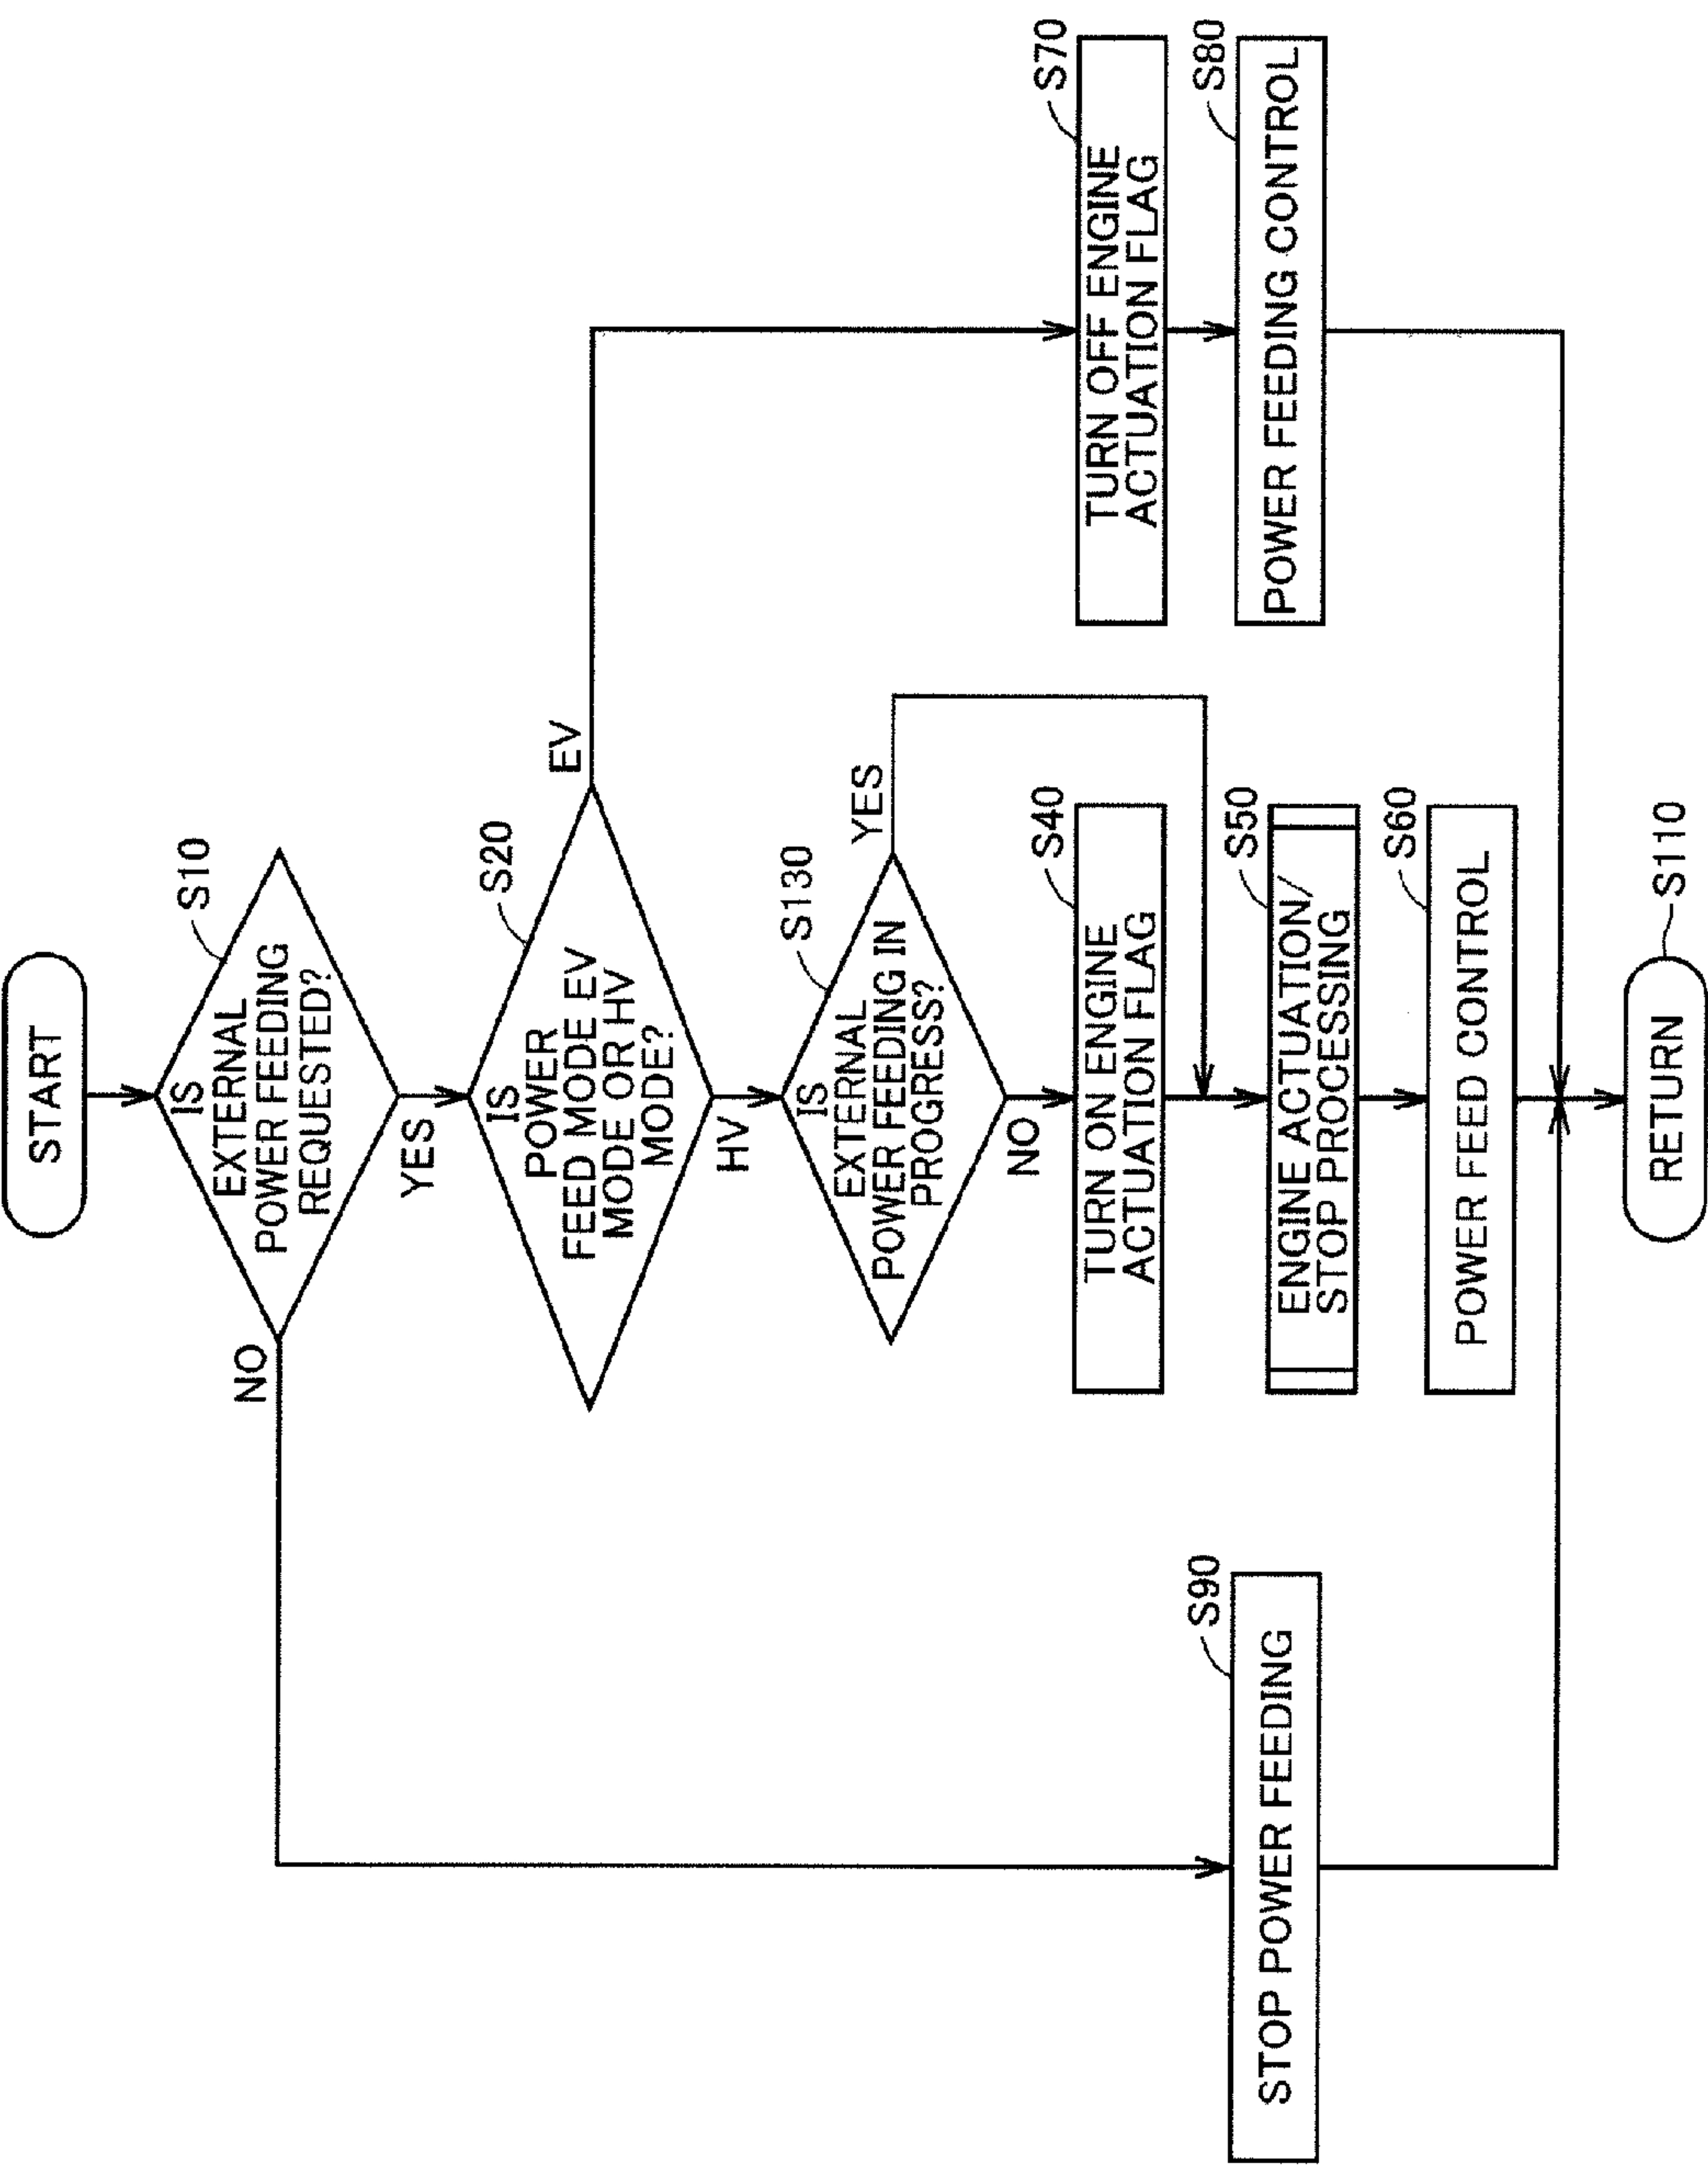 START
S10
IS
EXTERNAL
POWER FEEDING
REQUESTED?
NO
YES
S20
IS
POWER
FEED MODE EV
MODE OR HV
MODE?
EV
HV
S130
IS
EXTERNAL
POWER FEEDING IN
PROGRESS?
YES
NO
S40
TURN ON ENGINE
ACTUATION FLAG
S70
TURN OFF ENGINE
ACTUATION FLAG
S90
STOP POWER FEEDING
S50
ENGINE ACTUATION/
STOP PROCESSING
S80
POWER FEEDING CONTROL
S60
POWER FEED CONTROL
RETURN
S110